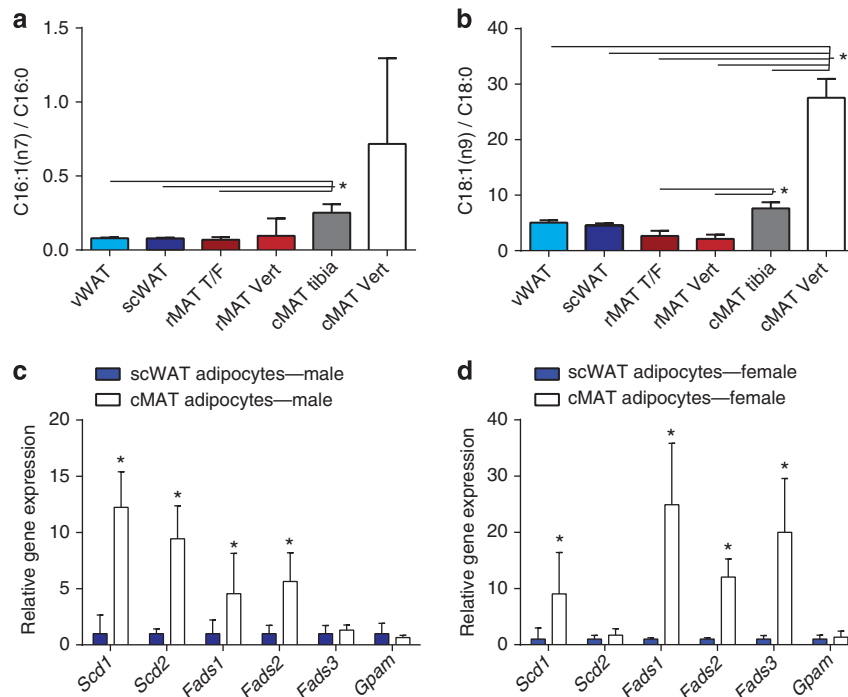 a
C16:1(n7) / C16:0
1.5
1.0
0.5
0.0
*
vWAT
scWAT
rMAT T/F
rMAT Vert
cMAT tibia
cMAT Vert
b
C18:1(n9) / C18:0
40
30
20
10
0
*
*
vWAT
scWAT
rMAT T/F
rMAT Vert
cMAT tibia
cMAT Vert
c
scWAT adipocytes—male
cMAT adipocytes—male
Relative gene expression
20
15
10
5
0
*
*
*
*
Scd1
Scd2
Fads1
Fads2
Fads3
Gpam
d
scWAT adipocytes—female
cMAT adipocytes—female
Relative gene expression
40
30
20
10
0
*
*
*
*
Scd1
Scd2
Fads1
Fads2
Fads3
Gpam